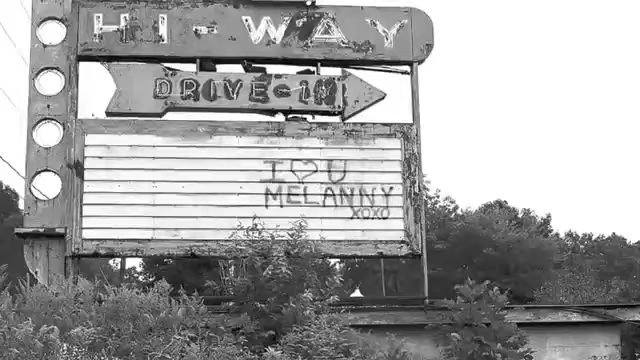 HI-WAY
DRIVE-IN
I ♡ U
MELANNY
XOXO